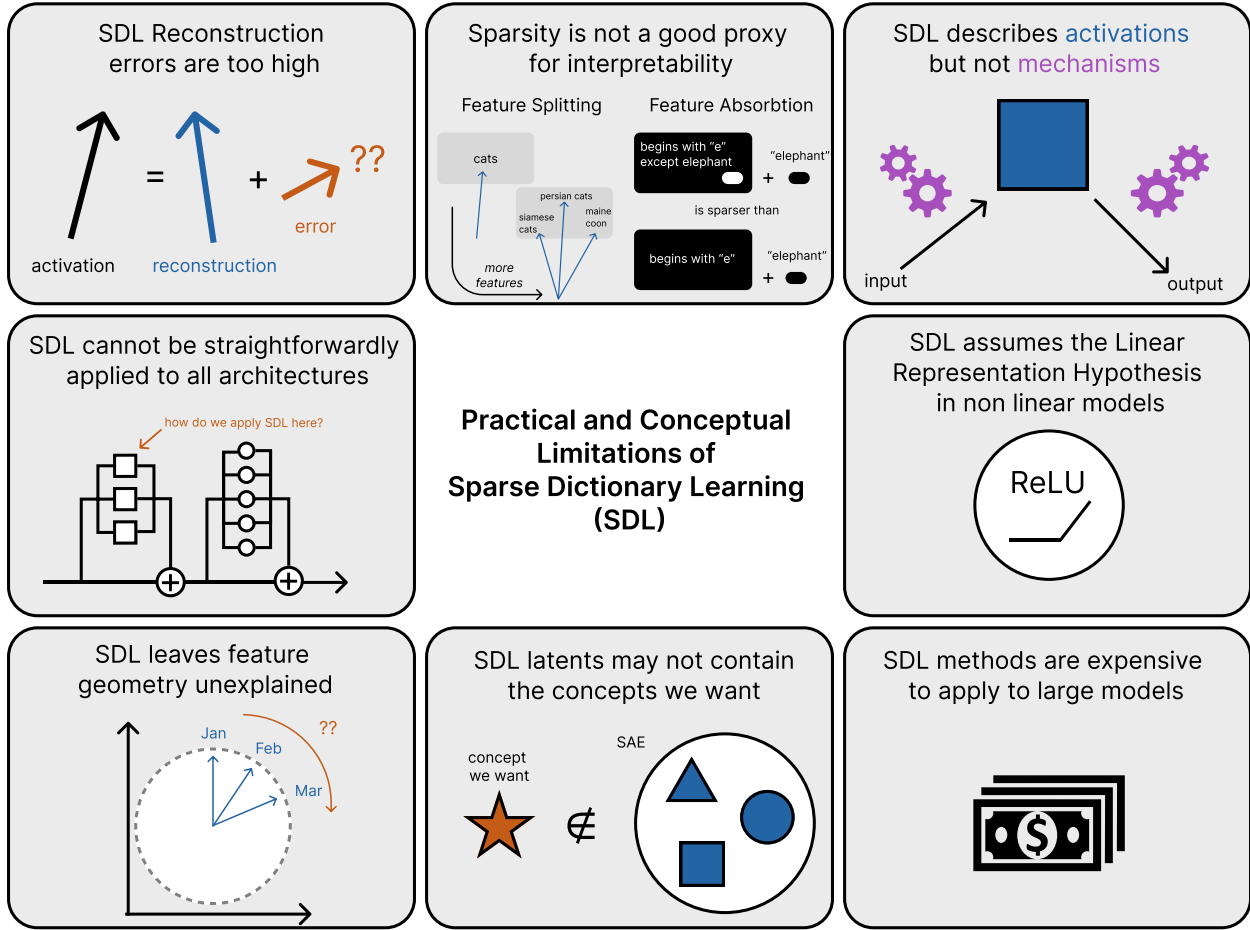 SDL Reconstruction
errors are too high
=
+
??
error
activation
reconstruction
Sparsity is not a good proxy
for interpretability
Feature Splitting
cats
persian cats
siamese
cats
maine
coon
more
features
Feature Absorbtion
begins with “e”
except elephant
+
“elephant”
is sparser than
begins with “e”
+
“elephant”
SDL describes activations
but not mechanisms
input
output
SDL cannot be straightforwardly
applied to all architectures
how do we apply SDL here?
+
+
Practical and Conceptual
Limitations of
Sparse Dictionary Learning
(SDL)
SDL assumes the Linear
Representation Hypothesis
in non linear models
ReLU
SDL leaves feature
geometry unexplained
??
Jan
Feb
Mar
SDL latents may not contain
the concepts we want
concept
we want
∉
SAE
SDL methods are expensive
to apply to large models
$